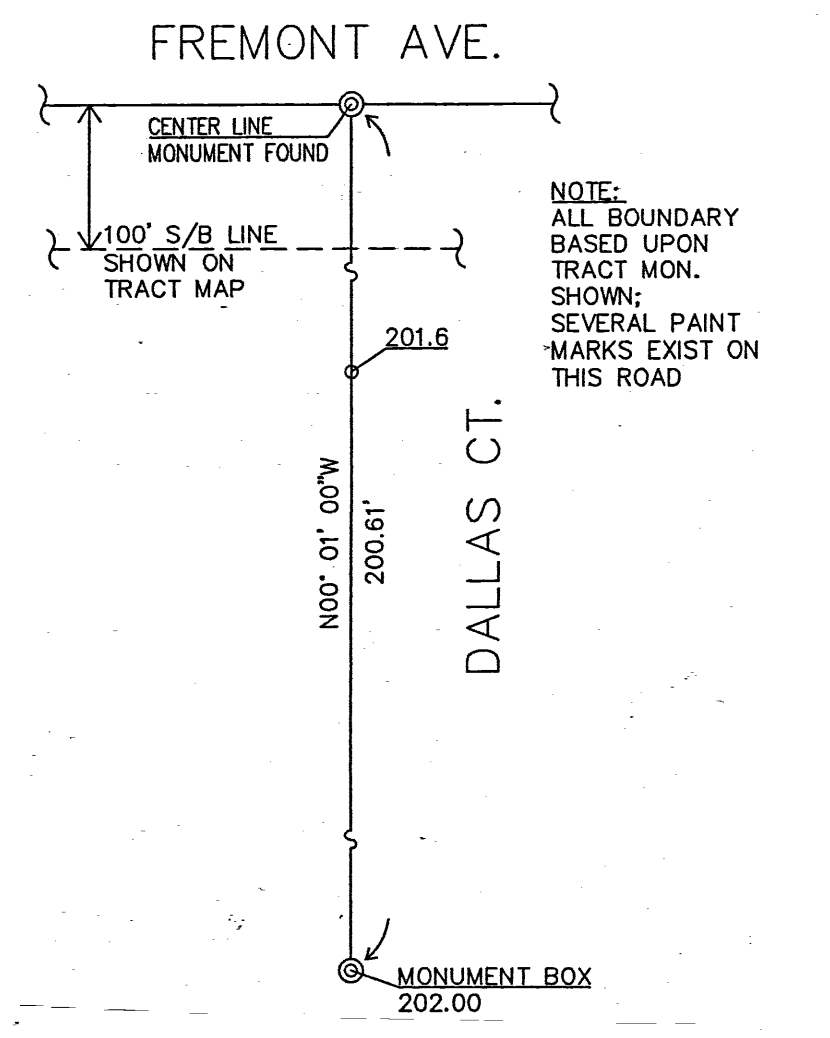 FREMONT AVE.
CENTER LINE
MONUMENT FOUND
NOTE:
ALL BOUNDARY
BASED UPON
TRACT MON.
SHOWN;
SEVERAL PAINT
MARKS EXIST ON
THIS ROAD
100' S/B LINE
SHOWN ON
TRACT MAP
201.6
N00° 01' 00"W
200.61'
DALLAS CT.
MONUMENT BOX
202.00